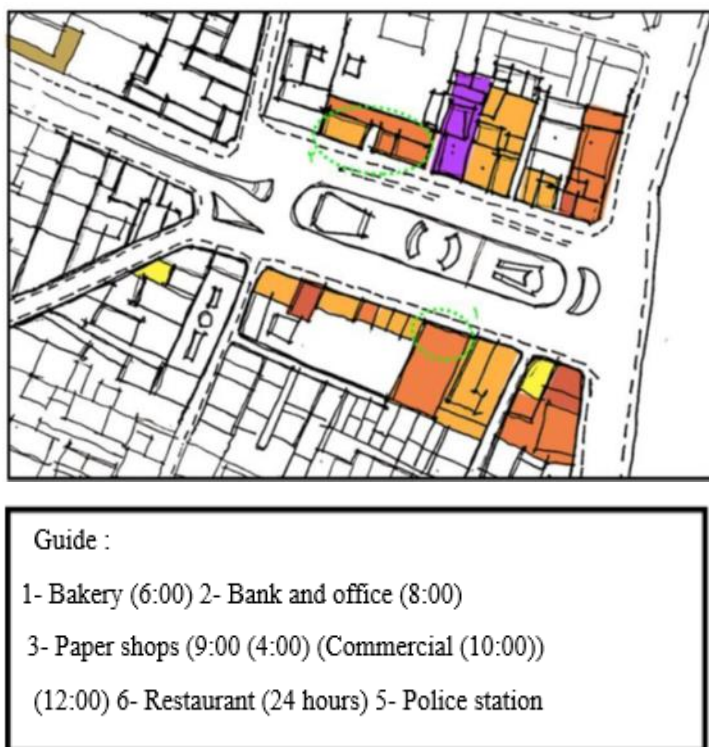 Guide :
1- Bakery (6:00) 2- Bank and office (8:00)
3- Paper shops (9:00 (4:00) (Commercial (10:00))
(12:00) 6- Restaurant (24 hours) 5- Police station